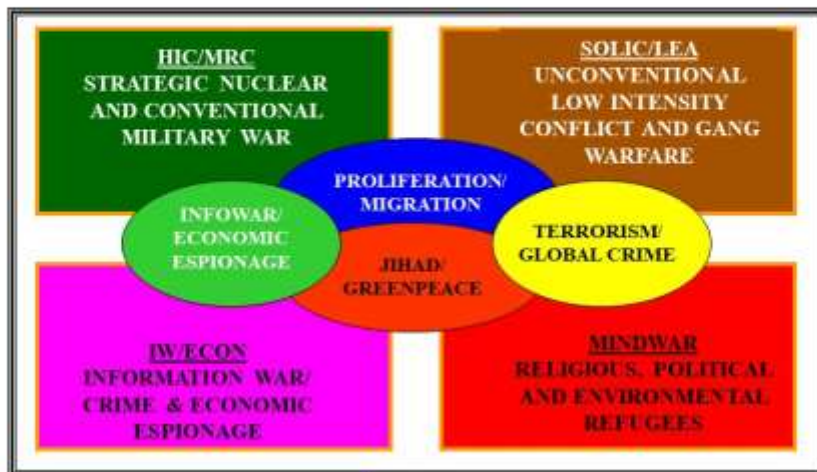 HIC/MRC
STRATEGIC NUCLEAR
AND CONVENTIONAL
MILITARY WAR
SOLIC/LEA
UNCONVENTIONAL
LOW INTENSITY
CONFLICT AND GANG
WARFARE
PROLIFERATION/
MIGRATION
INFOWAR/
ECONOMIC
ESPIONAGE
TERRORISM/
GLOBAL CRIME
JIHAD/
GREENPEACE
IW/ECON
INFORMATION WAR/
CRIME & ECONOMIC
ESPIONAGE
MINDWAR
RELIGIOUS, POLITICAL
AND ENVIRONMENTAL
REFUGEES